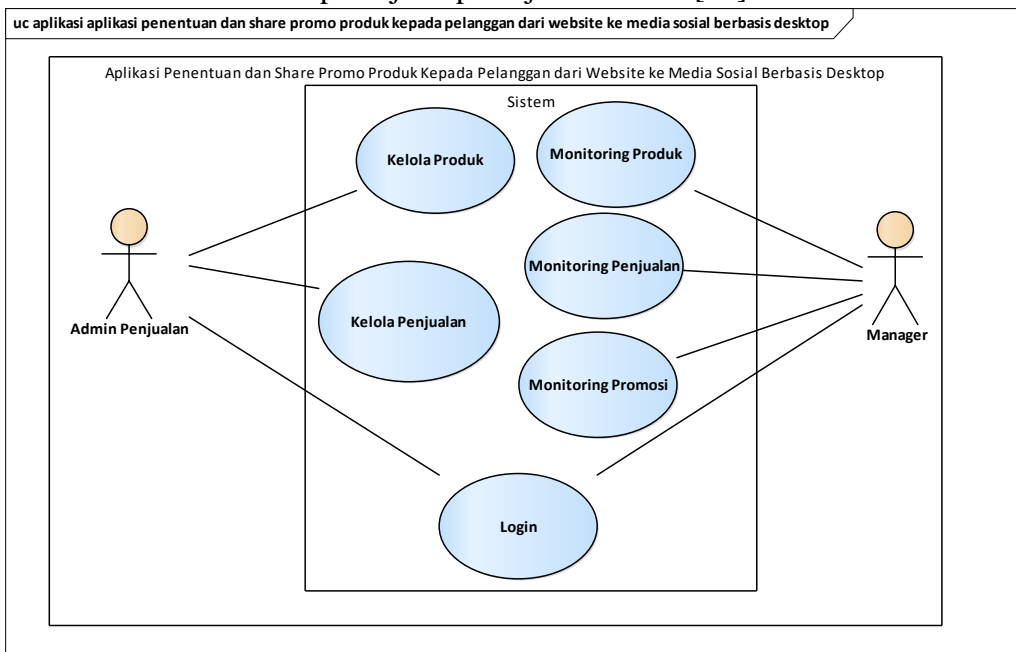 uc aplikasi aplikasi penentuan dan share promo produk kepada pelanggan dari website ke media sosial berbasis desktop
Aplikasi Penentuan dan Share Promo Produk Kepada Pelanggan dari Website ke Media Sosial Berbasis Desktop
Sistem
Kelola Produk
Monitoring Produk
Monitoring Penjualan
Kelola Penjualan
Admin Penjualan
Manager
Monitoring Promosi
Login